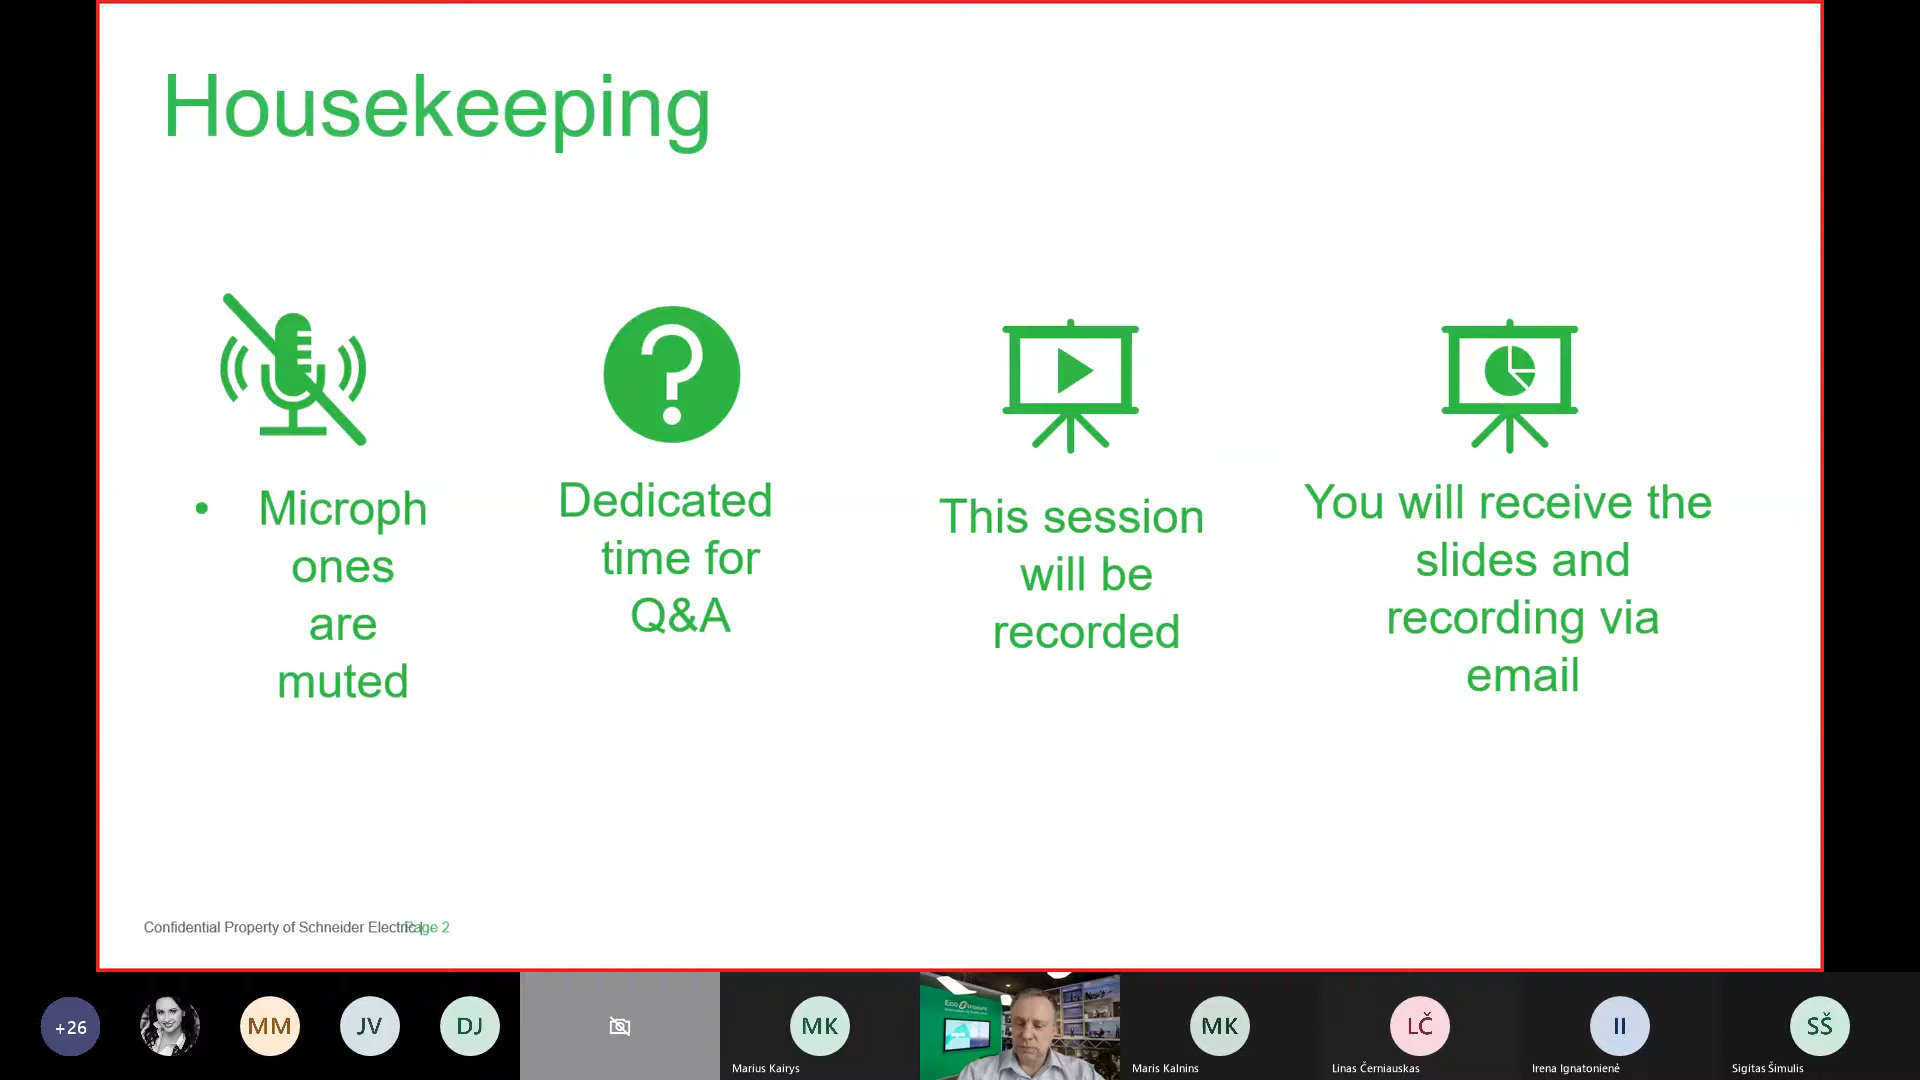 Housekeeping
• Microph
ones
are
muted
Dedicated
time for
Q&A
This session
will be
recorded
You will receive the
slides and
recording via
email
Confidential Property of Schneider Electric |
Page 2
+26
MM
JV
DJ
MK
Marius Kairys
MK
Maris Kalnins
LČ
Linas Černiauskas
II
Irena Ignatonienė
SŠ
Sigitas Šimulis